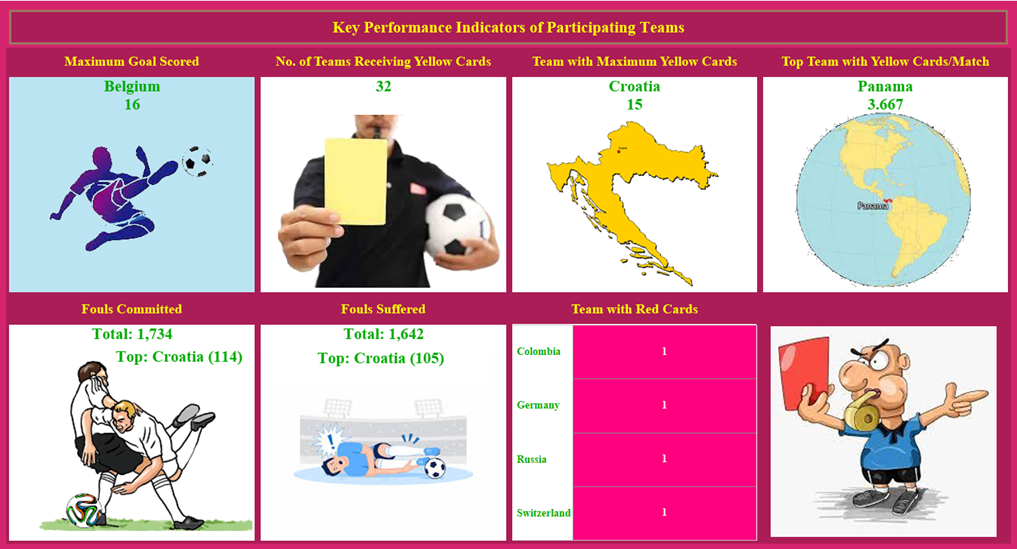 Key Performance Indicators of Participating Teams
Maximum Goal Scored
No. of Teams Receiving Yellow Cards
Team with Maximum Yellow Cards
Top Team with Yellow Cards/Match
Belgium
16
32
Croatia
15
Panama
3.667
Panama
Fouls Committed
Fouls Suffered
Team with Red Cards
Total: 1,734
Top: Croatia (114)
Total: 1,642
Top: Croatia (105)
Colombia 1
Germany 1
Russia 1
Switzerland 1